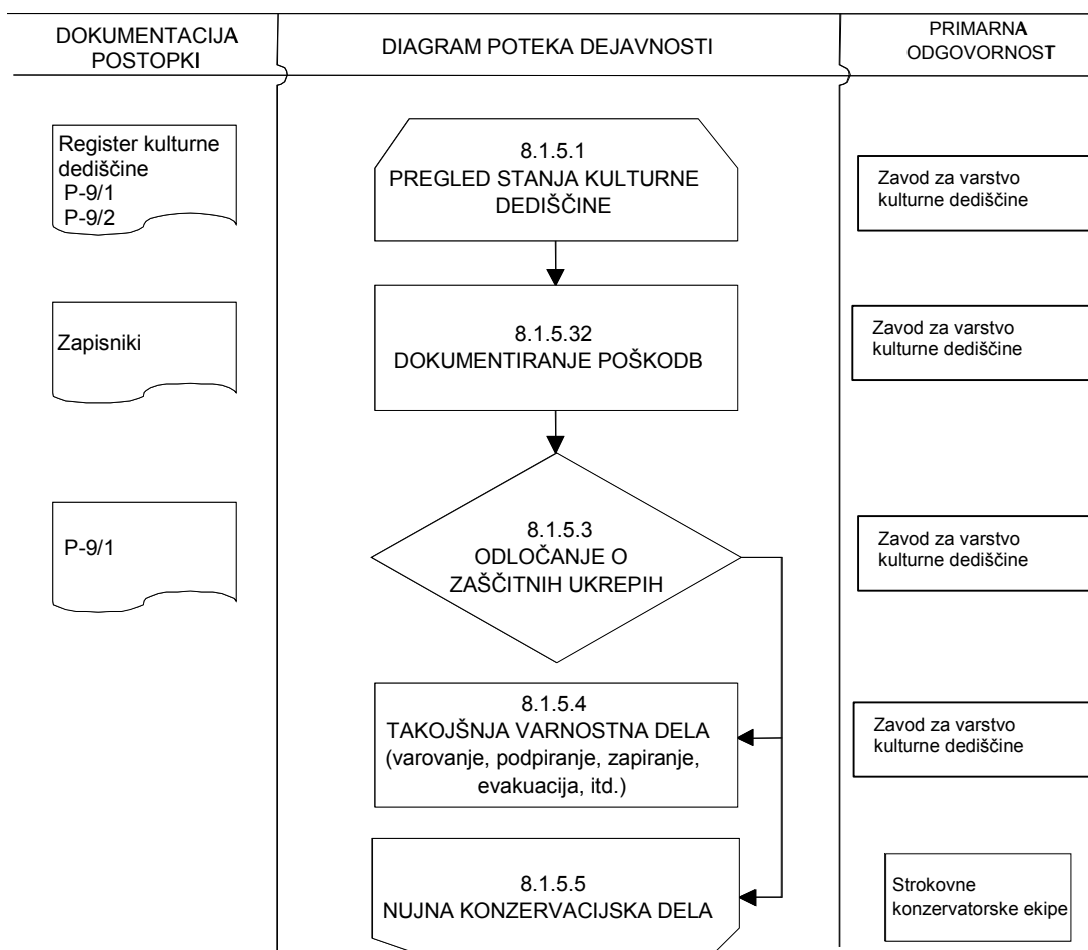 DOKUMENTACIJA
POSTOPKI
DIAGRAM POTEKA DEJAVNOSTI
PRIMARNA
ODGOVORNOST
Register kulturne
dediščine
P-9/1
P-9/2
8.1.5.1
PREGLED STANJA KULTURNE
DEDIŠČINE
Zavod za varstvo
kulturne dediščine
Zapisniki
8.1.5.32
DOKUMENTIRANJE POŠKODB
Zavod za varstvo
kulturne dediščine
P-9/1
8.1.5.3
ODLOČANJE O
ZAŠČITNIH UKREPIH
Zavod za varstvo
kulturne dediščine
8.1.5.4
TAKOJŠNJA VARNOSTNA DELA
(varovanje, podpiranje, zapiranje,
evakuacija, itd.)
Zavod za varstvo
kulturne dediščine
8.1.5.5
NUJNA KONZERVACIJSKA DELA
Strokovne
konzervatorske ekipe